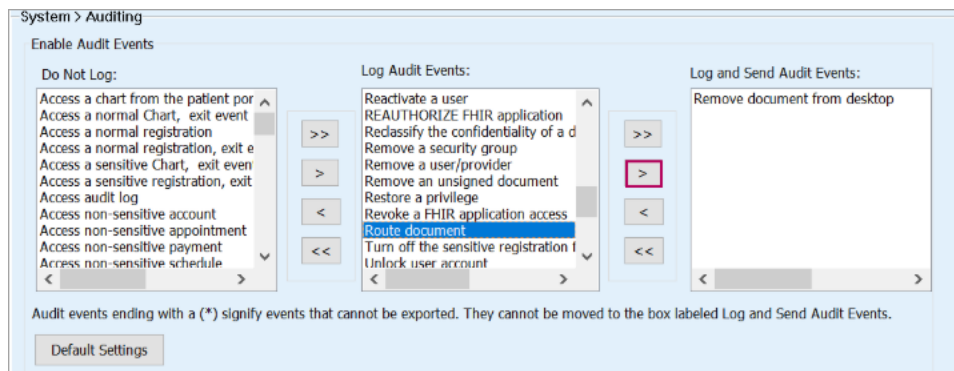 System > Auditing
Enable Audit Events
Do Not Log:
Access a chart from the patient por
Access a normal Chart, exit event
Access a normal registration
Access a normal registration, exit e
Access a sensitive Chart, exit even
Access a sensitive registration, exit
Access audit log
Access non-sensitive account
Access non-sensitive appointment
Access non-sensitive payment
Access non-sensitive schedule
>>
>
<
<<
Log Audit Events:
Reactivate a user
REAUTHORIZE FHIR application
Reclassify the confidentiality of a d
Remove a security group
Remove a user/provider
Remove an unsigned document
Restore a privilege
Revoke a FHIR application access
Route document
Turn off the sensitive registration f
Unlock user account
>>
>
<
<<
Log and Send Audit Events:
Remove document from desktop
Audit events ending with a (*) signify events that cannot be exported. They cannot be moved to the box labeled Log and Send Audit Events.
Default Settings